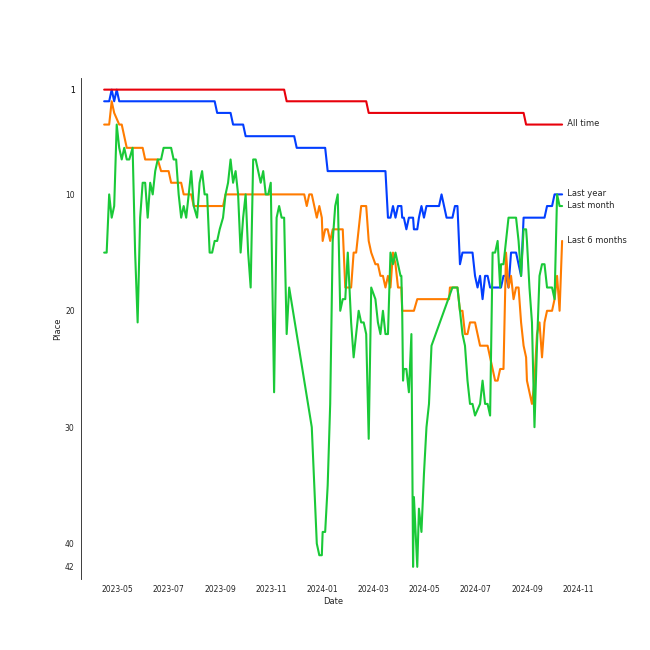 1
10
20
30
40
42
Place
2023-05
2023-07
2023-09
2023-11
2024-01
2024-03
2024-05
2024-07
2024-09
2024-11
Date
All time
Last year
Last month
Last 6 months